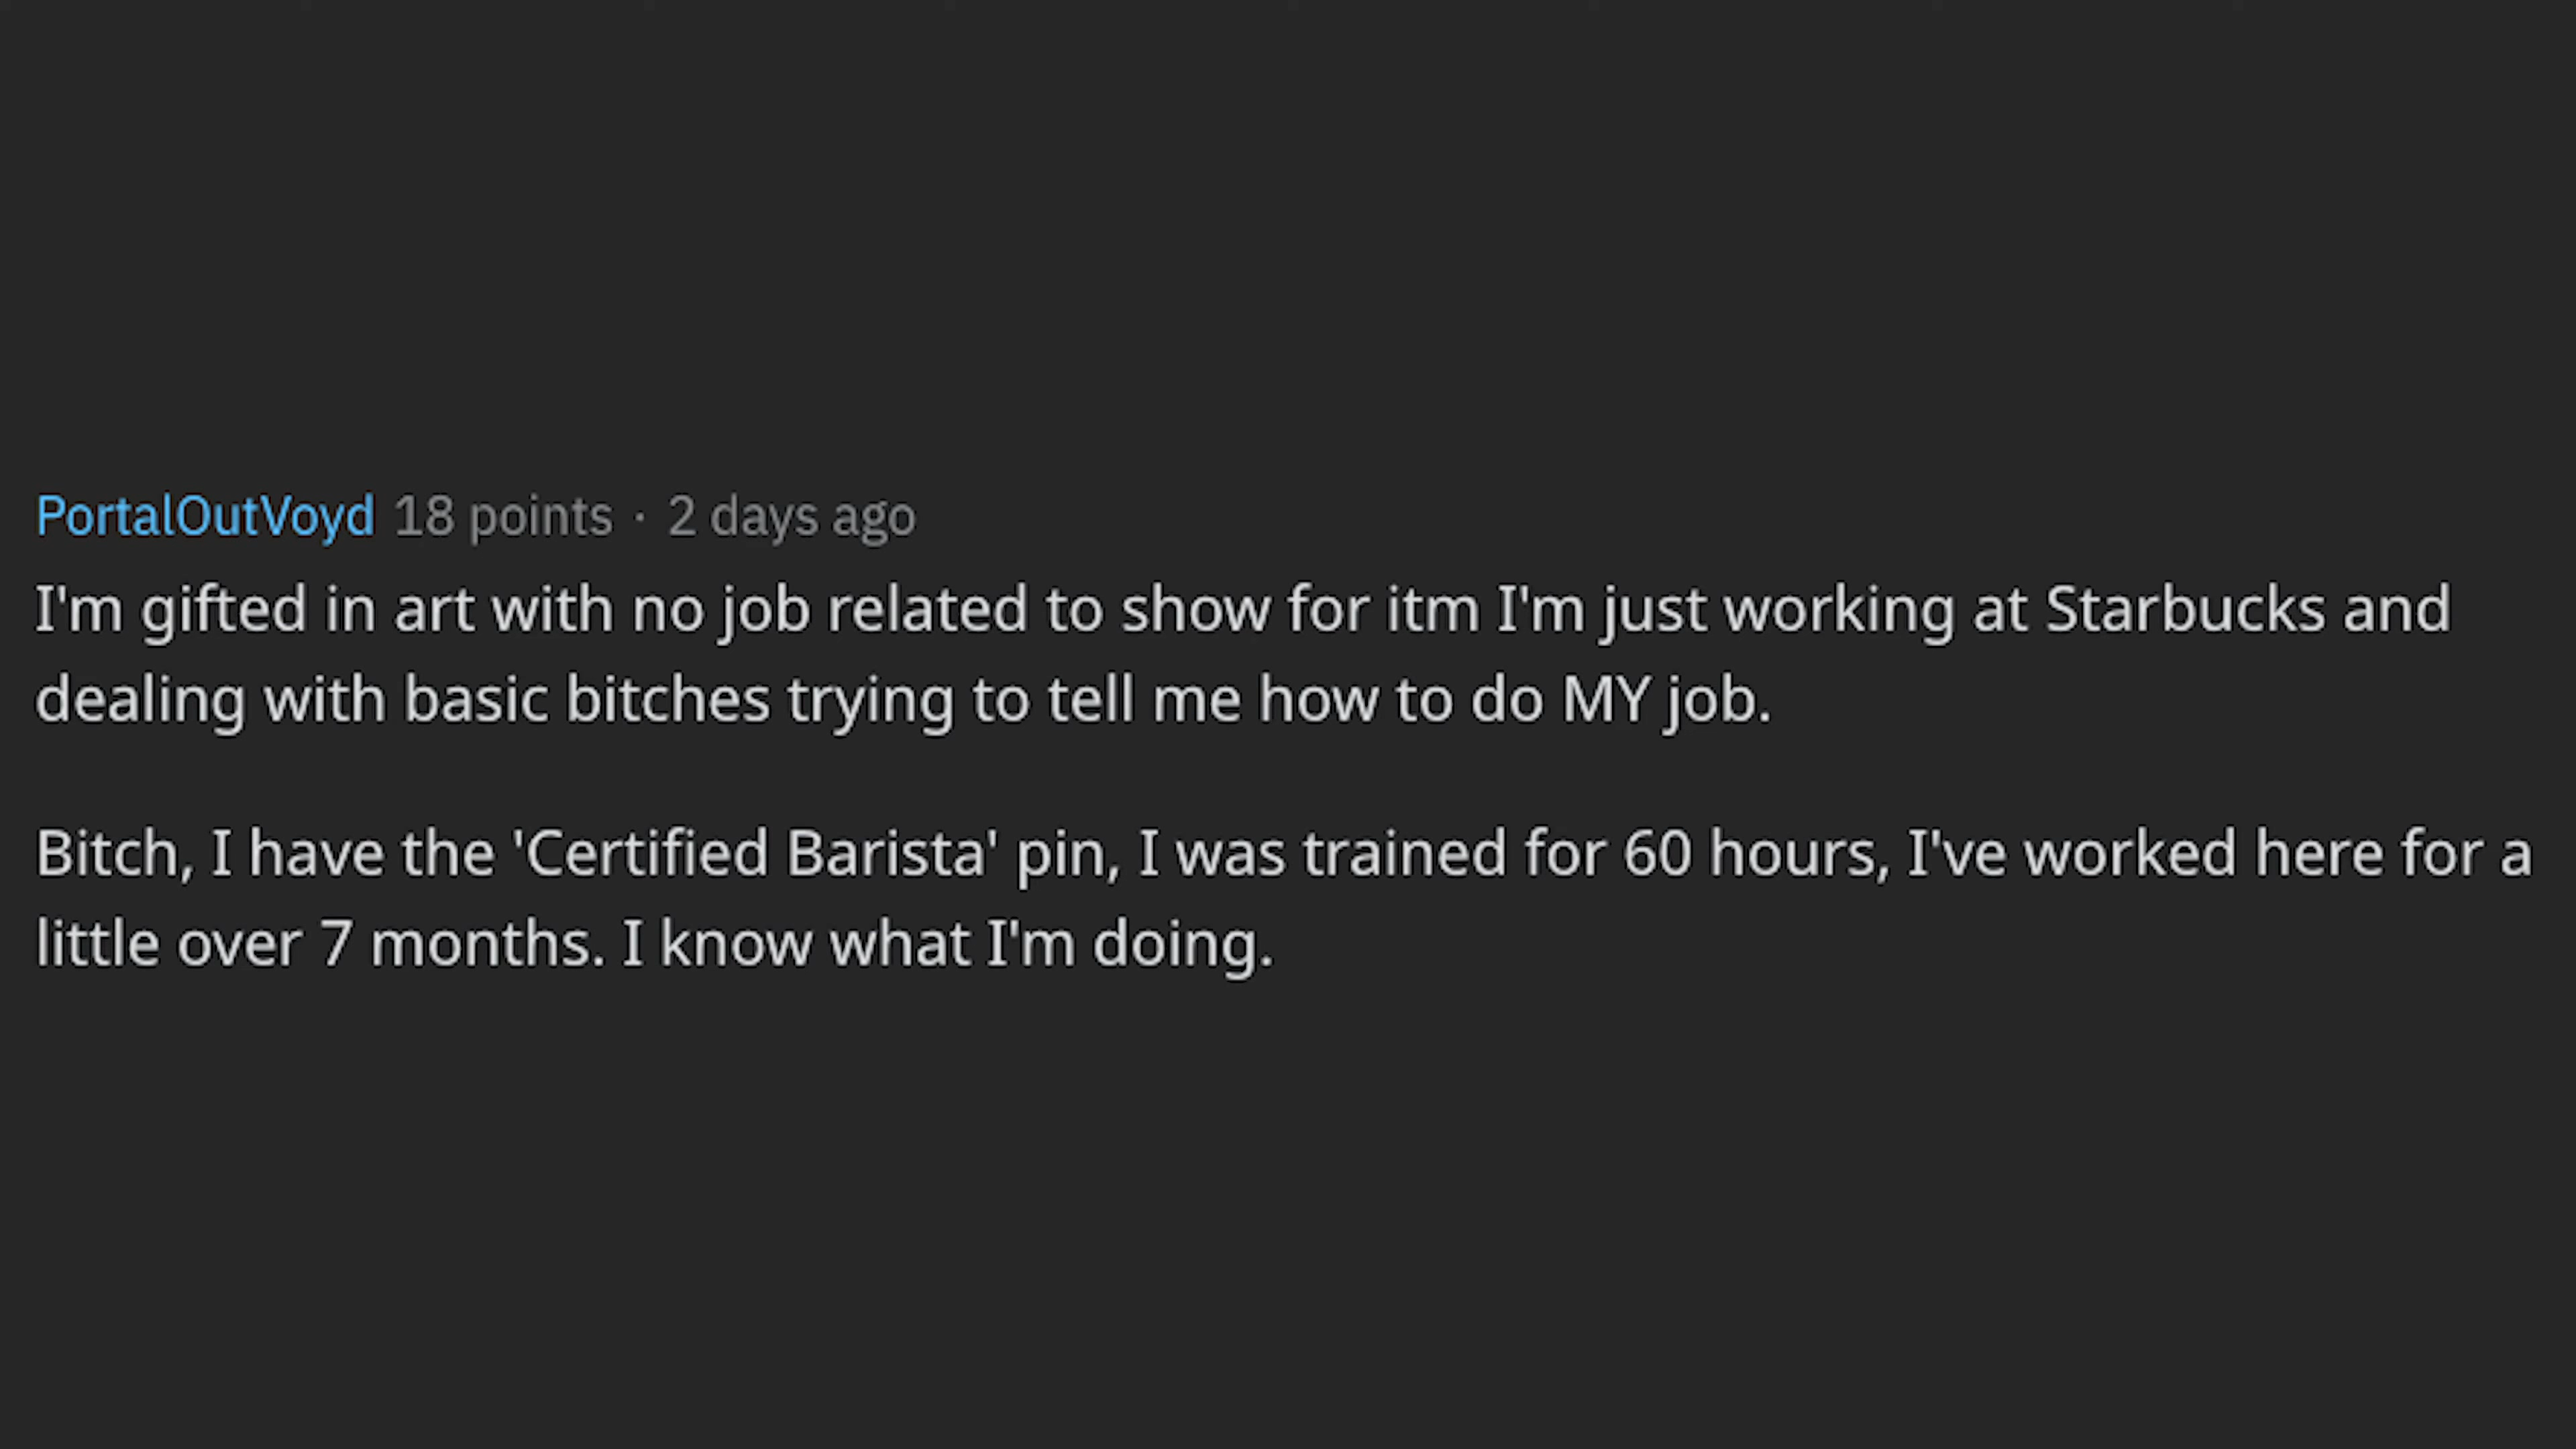 PortalOutVoyd 18 points · 2 days ago
I'm gifted in art with no job related to show for itm I'm just working at Starbucks and
dealing with basic bitches trying to tell me how to do MY job.
Bitch, I have the 'Certified Barista' pin, I was trained for 60 hours, I've worked here for a
little over 7 months. I know what I'm doing.